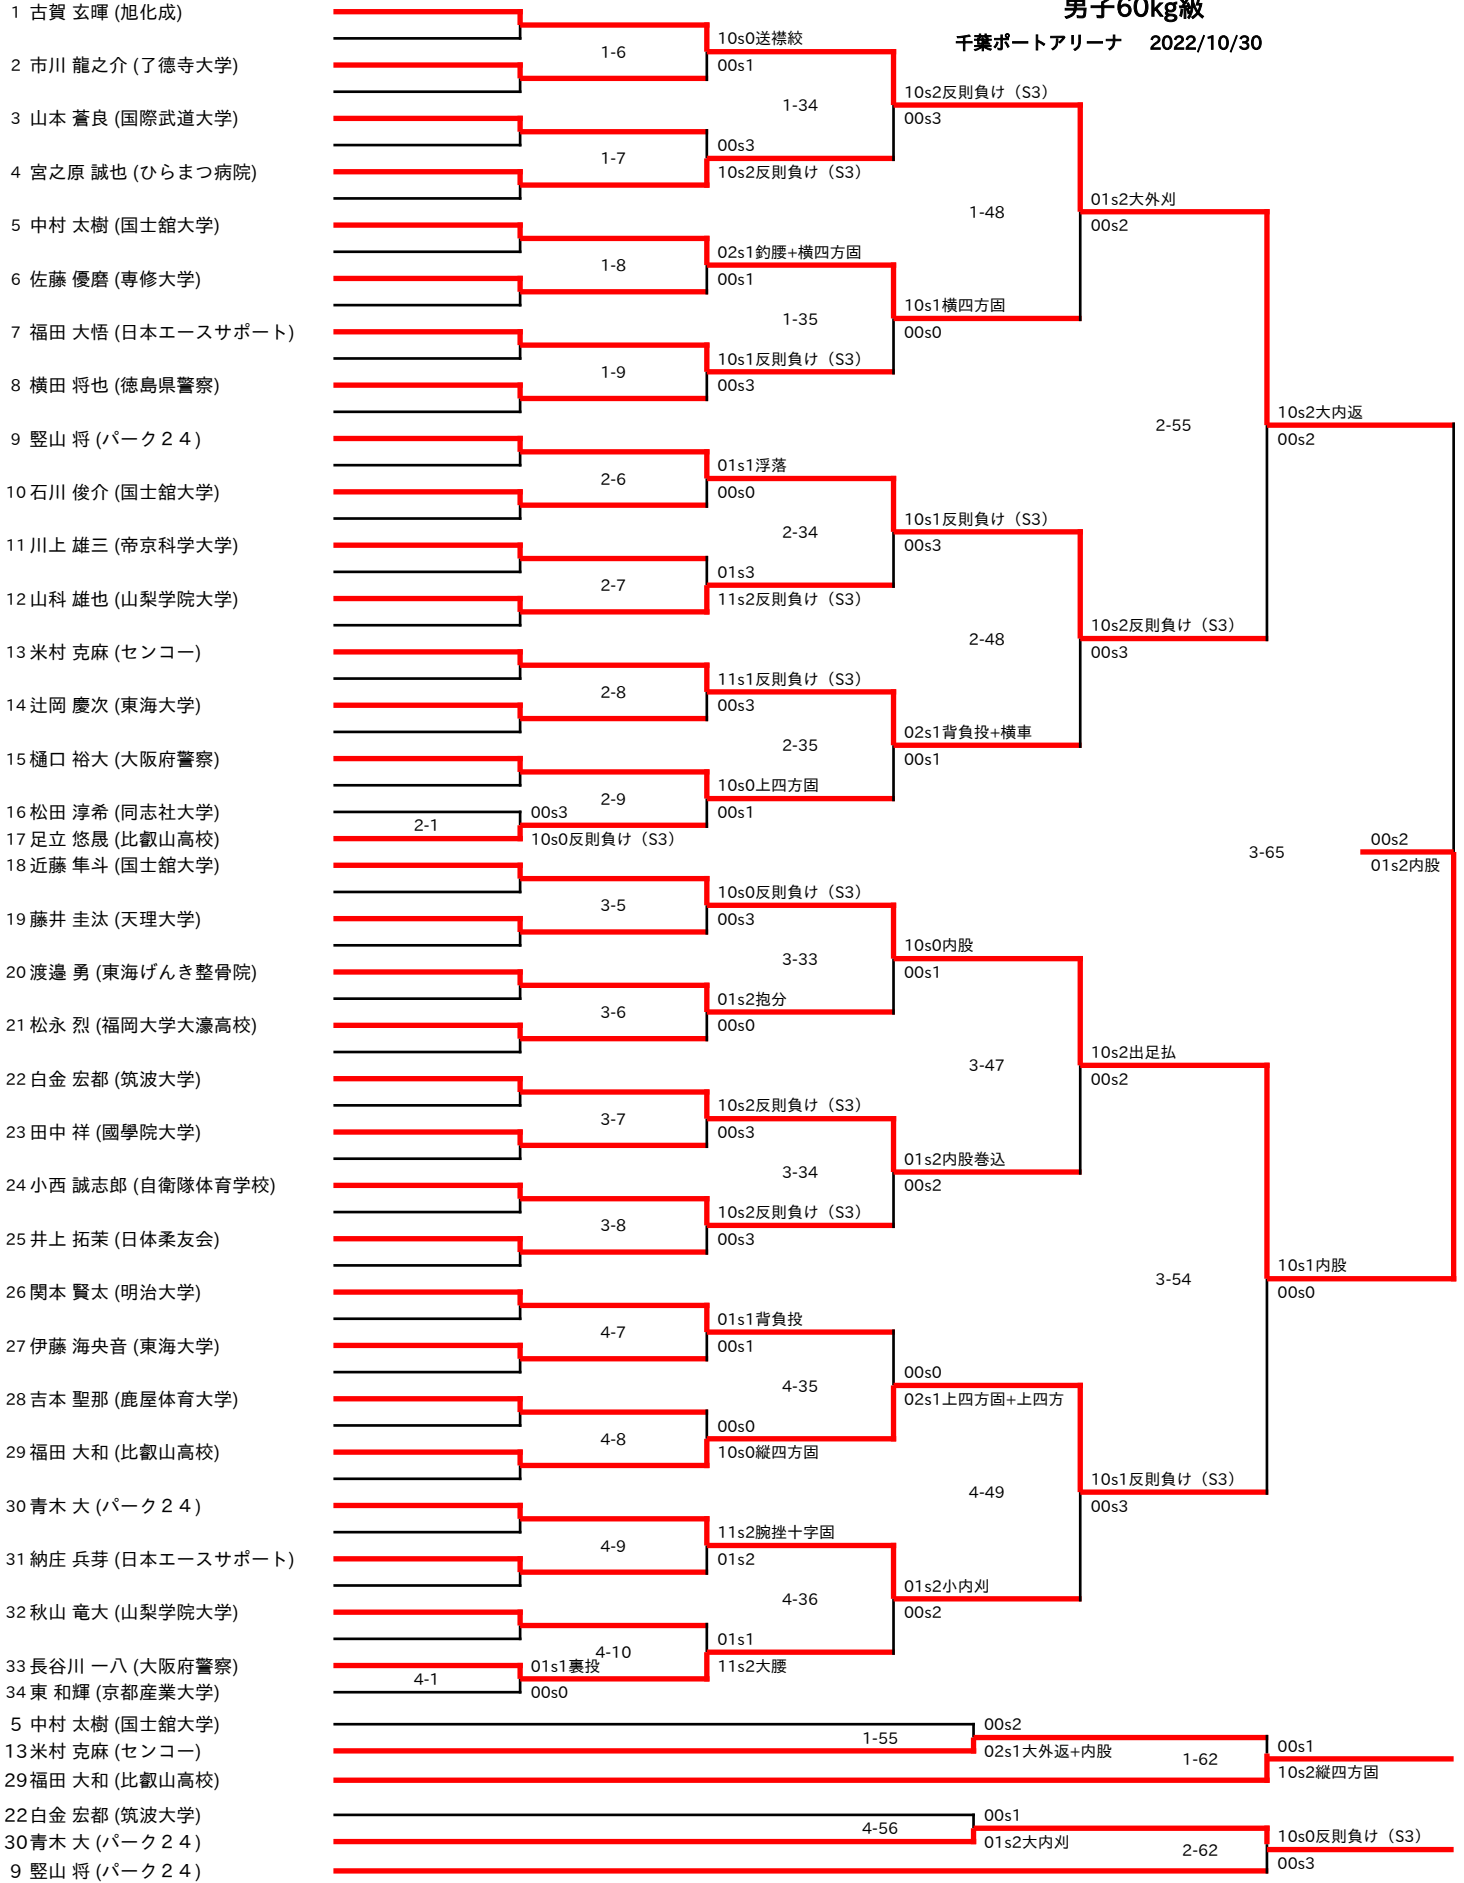 男子60kg級
千葉ポートアリーナ 2022/10/30
1 古賀 玄暉 (旭化成)
2 市川 龍之介 (了德寺大学)
3 山本 蒼良 (国際武道大学)
4 宮之原 誠也 (ひらまつ病院)
5 中村 太樹 (国士舘大学)
6 佐藤 優磨 (専修大学)
7 福田 大悟 (日本エースサポート)
8 横田 将也 (徳島県警察)
9 竪山 将 (パーク２４)
10 石川 俊介 (国士舘大学)
11 川上 雄三 (帝京科学大学)
12 山科 雄也 (山梨学院大学)
13 米村 克麻 (センコー)
14 辻岡 慶次 (東海大学)
15 樋口 裕大 (大阪府警察)
16 松田 淳希 (同志社大学)
17 足立 悠晟 (比叡山高校)
18 近藤 隼斗 (国士舘大学)
19 藤井 圭汰 (天理大学)
20 渡邉 勇 (東海げんき整骨院)
21 松永 烈 (福岡大学大濠高校)
22 白金 宏都 (筑波大学)
23 田中 祥 (國學院大学)
24 小西 誠志郎 (自衛隊体育学校)
25 井上 拓茉 (日体柔友会)
26 関本 賢太 (明治大学)
27 伊藤 海央音 (東海大学)
28 吉本 聖那 (鹿屋体育大学)
29 福田 大和 (比叡山高校)
30 青木 大 (パーク２４)
31 納庄 兵芽 (日本エースサポート)
32 秋山 竜大 (山梨学院大学)
33 長谷川 一八 (大阪府警察)
34 東 和輝 (京都産業大学)
2-1
00s3
10s0反則負け（S3）
4-1
01s1裏投
00s0
1-6
10s0送襟絞
00s1
1-7
00s3
10s2反則負け（S3）
1-8
02s1釣腰+横四方固
00s1
1-9
10s1反則負け（S3）
00s3
2-6
01s1浮落
00s0
2-7
01s3
11s2反則負け（S3）
2-8
11s1反則負け（S3）
00s3
2-9
10s0上四方固
00s1
3-5
10s0反則負け（S3）
00s3
3-6
01s2抱分
00s0
3-7
10s2反則負け（S3）
00s3
3-8
10s2反則負け（S3）
00s3
4-7
01s1背負投
00s1
4-8
00s0
10s0縦四方固
4-9
11s2腕挫十字固
01s2
4-10
01s1
11s2大腰
1-34
10s2反則負け（S3）
00s3
1-35
10s1横四方固
00s0
2-34
10s1反則負け（S3）
00s3
2-35
02s1背負投+横車
00s1
3-33
10s0内股
00s1
3-34
01s2内股巻込
00s2
4-35
00s0
02s1上四方固+上四方
4-36
01s2小内刈
00s2
1-48
01s2大外刈
00s2
2-48
10s2反則負け（S3）
00s3
3-47
10s2出足払
00s2
4-49
10s1反則負け（S3）
00s3
2-55
10s2大内返
00s2
3-54
10s1内股
00s0
3-65
00s2
01s2内股
5 中村 太樹 (国士舘大学)
13 米村 克麻 (センコー)
29 福田 大和 (比叡山高校)
1-55
00s2
02s1大外返+内股
1-62
00s1
10s2縦四方固
22 白金 宏都 (筑波大学)
30 青木 大 (パーク２４)
9 竪山 将 (パーク２４)
4-56
00s1
01s2大内刈
2-62
10s0反則負け（S3）
00s3